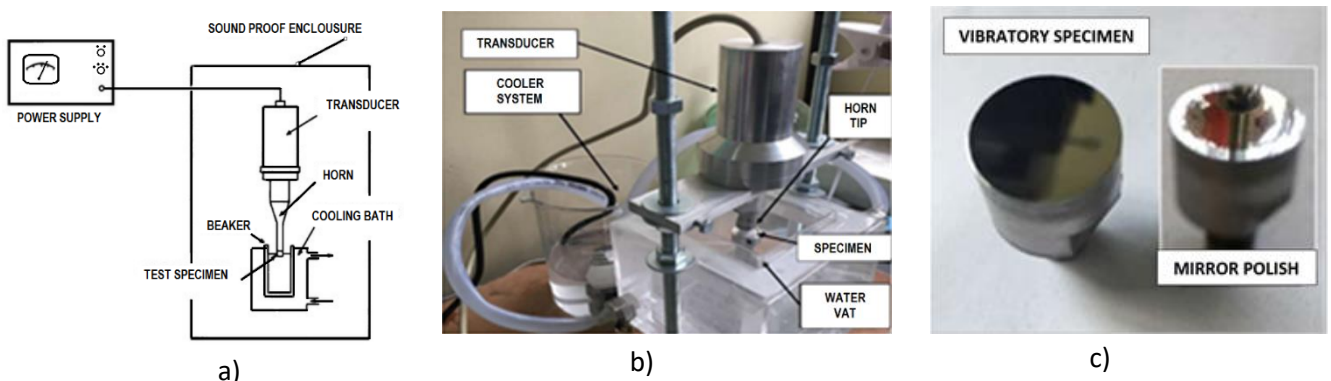 SOUND PROOF ENCLOUSURE
POWER SUPPLY
TRANSDUCER
HORN
COOLING BATH
BEAKER
TEST SPECIMEN
a)
TRANSDUCER
COOLER
SYSTEM
HORN
TIP
SPECIMEN
WATER
VAT
b)
VIBRATORY SPECIMEN
MIRROR POLISH
c)